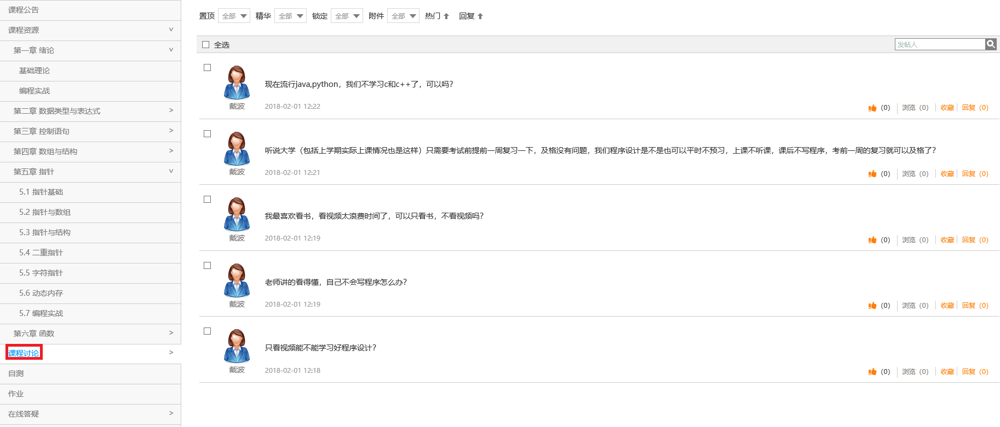 课程公告
课程资源
第一章 绪论
基础理论
编程实战
第二章 数据类型与表达式
第三章 控制语句
第四章 数组与结构
第五章 指针
5.1 指针基础
5.2 指针与数组
5.3 指针与结构
5.4 二重指针
5.5 字符指针
5.6 动态内存
5.7 编程实战
第六章 函数
课程讨论
自测
作业
在线答疑
置顶 全部 精华 全部 锁定 全部 附件 全部 热门 回复
全选 发帖人
现在流行java,python，我们不学习c和c++了，可以吗?
戴波 2018-02-01 12:22 (0) 浏览 (0) 收藏 回复 (0)
听说大学（包括上学期实际上课情况也是这样）只需要考试前提前一周复习一下，及格没有问题，我们程序设计是不是也可以平时不预习，上课不听课，课后不写程序，考前一周的复习就可以及格了?
戴波 2018-02-01 12:21 (0) 浏览 (0) 收藏 回复 (0)
我最喜欢看书，看视频太浪费时间了，可以只看书，不看视频吗?
戴波 2018-02-01 12:19 (0) 浏览 (0) 收藏 回复 (0)
老师讲的看得懂，自己不会写程序怎么办?
戴波 2018-02-01 12:19 (0) 浏览 (0) 收藏 回复 (0)
只看视频能不能学习好程序设计?
戴波 2018-02-01 12:18 (0) 浏览 (0) 收藏 回复 (0)